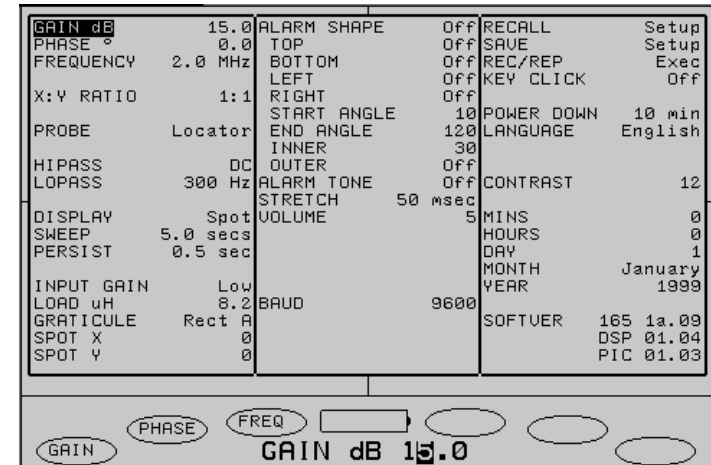 GAIN dB 15.0
PHASE ° 0.0
FREQUENCY 2.0 MHz
X:Y RATIO 1:1
PROBE Locator
HIPASS DC
LOPASS 300 Hz
DISPLAY Spot
SWEEP 5.0 secs
PERSIST 0.5 sec
INPUT GAIN Low
LOAD uH 8.2
GRATICULE Rect A
SPOT X 0
SPOT Y 0
ALARM SHAPE Off
TOP Off
BOTTOM Off
LEFT Off
RIGHT Off
START ANGLE 10
END ANGLE 120
INNER 30
OUTER Off
ALARM TONE Off
STRETCH 50 msec
VOLUME 5
BAUD 9600
RECALL Setup
SAVE Setup
REC/REP Exec
KEY CLICK Off
POWER DOWN 10 min
LANGUAGE English
CONTRAST 12
MINS 0
HOURS 0
DAY 1
MONTH January
YEAR 1999
SOFTVER 165 1a.09
DSP 01.04
PIC 01.03
GAIN
PHASE
FREQ
GAIN dB 15.0